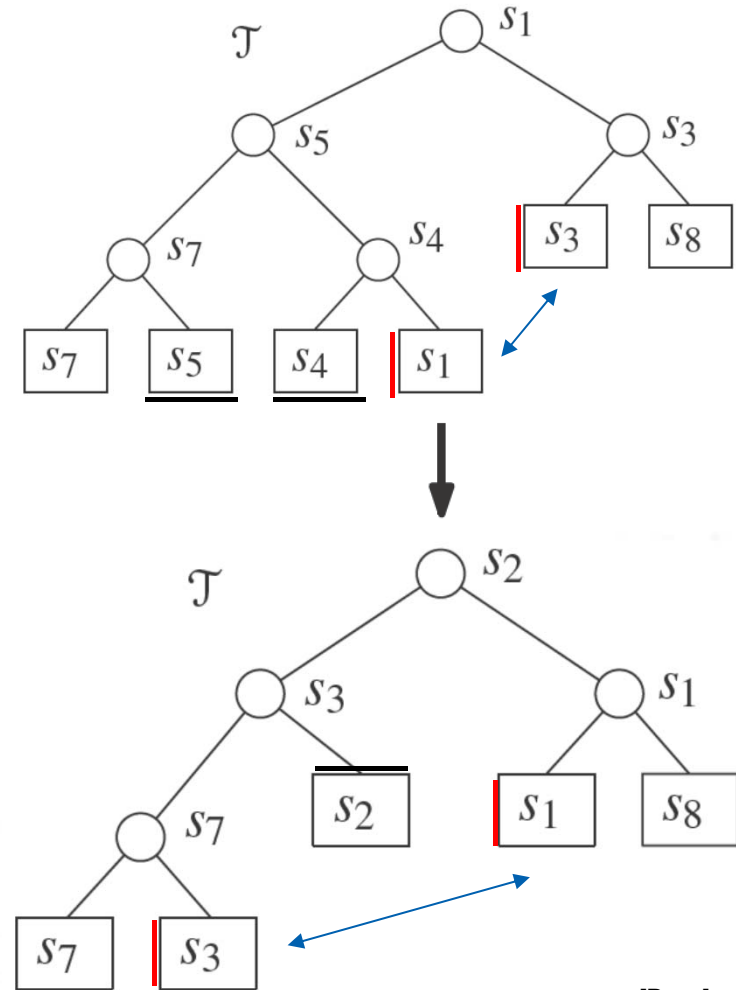 𝒯 s₁
s₅ s₃
s₇ s₄ s₃ s₈
s₇ s₅ s₄ s₁
𝒯 s₂
s₃ s₁
s₇ s₂ s₁ s₈
s₇ s₃